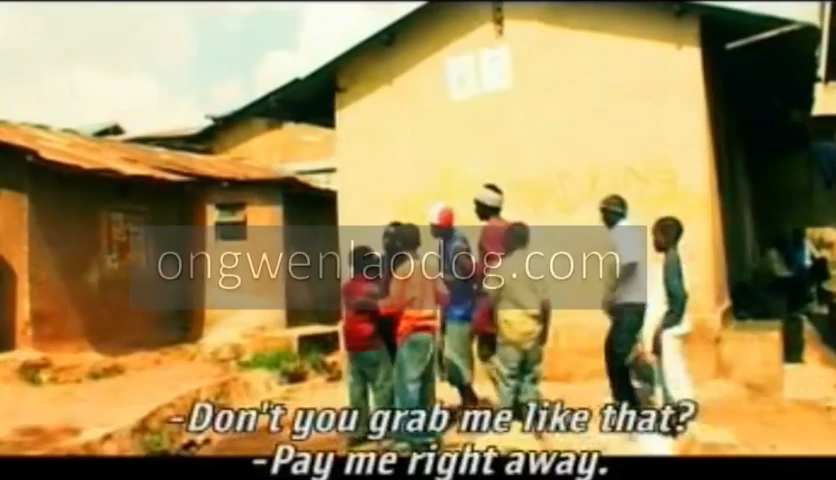 ongwenlaodog.com
-Don't you grab me like that?
-Pay me right away.